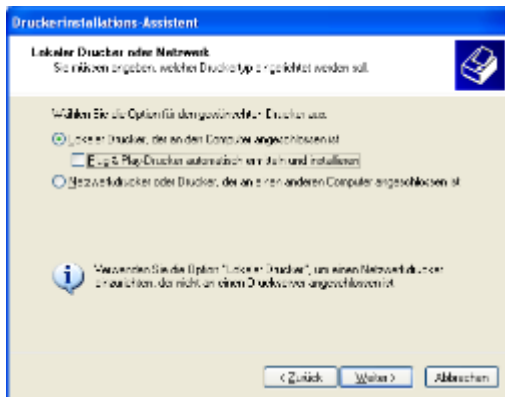 Druckerinstallations-Assistent
Lokaler Drucker oder Netzwerk
Sie müssen angeben, welcher Druckertyp eingerichtet werden soll.
Wählen Sie die Option für den gewünschten Drucker aus:
Lokaler Drucker, der an den Computer angeschlossen ist
Plug & Play-Drucker automatisch ermitteln und installieren
Netzwerkdrucker oder Drucker, der an einen anderen Computer angeschlossen ist
Verwenden Sie die Option "Lokaler Drucker", um einen Netzwerkdrucker
einzurichten, der nicht an einen Druckserver angeschlossen ist.
< Zurück Weiter > Abbrechen